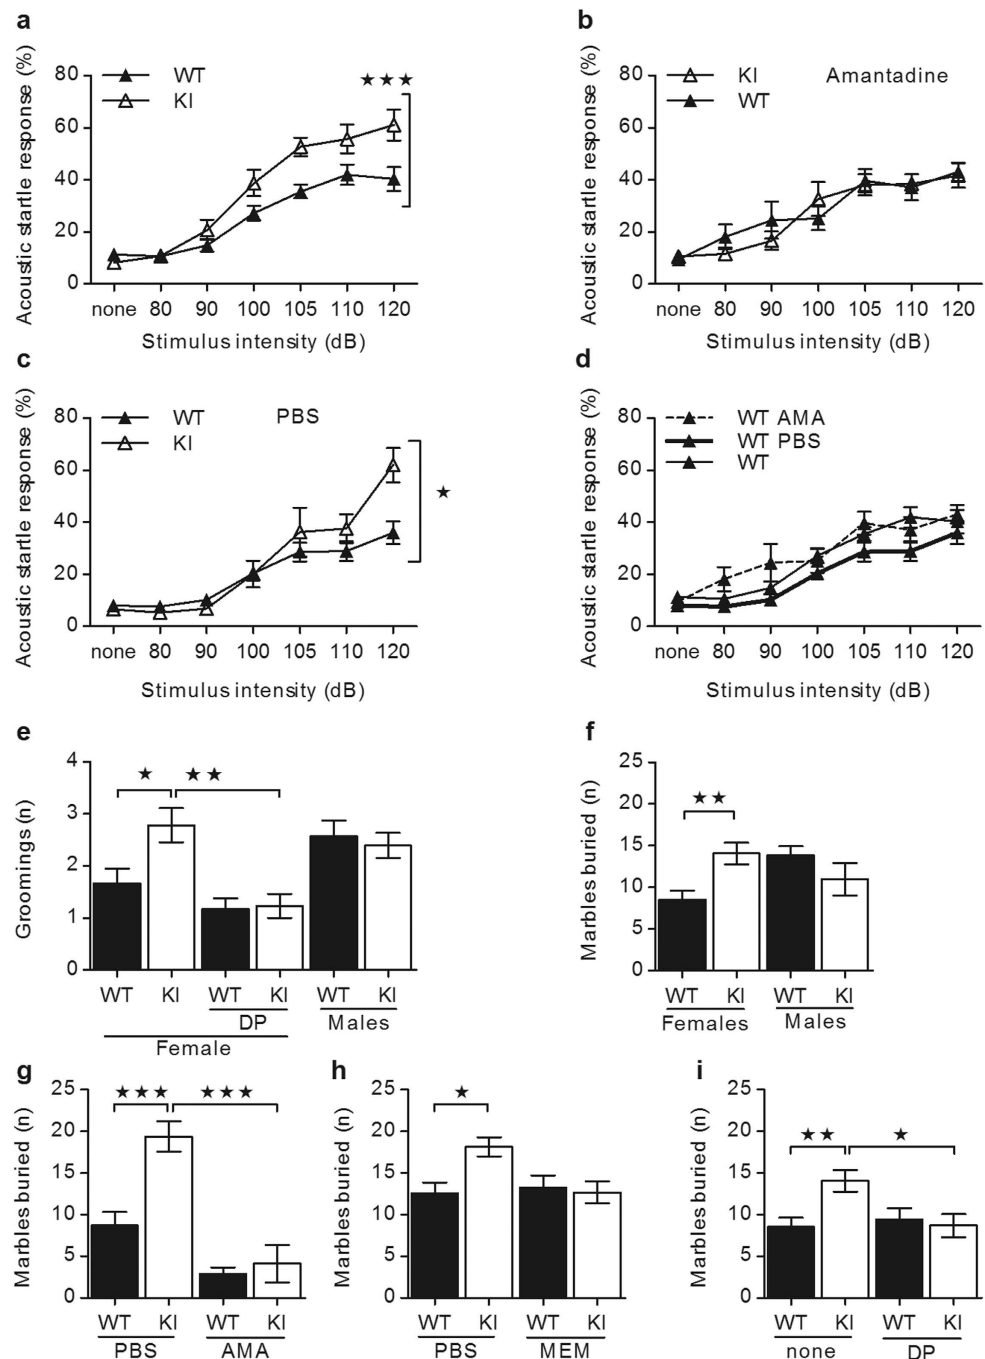 a
Acoustic startle response (%)
80
60
40
20
0
WT
KI
★★★
none 80 90 100 105 110 120
Stimulus intensity (dB)
b
Acoustic startle response (%)
80
60
40
20
0
KI
WT
Amantadine
none 80 90 100 105 110 120
Stimulus intensity (dB)
c
Acoustic startle response (%)
80
60
40
20
0
WT
KI
PBS
★
none 80 90 100 105 110 120
Stimulus intensity (dB)
d
Acoustic startle response (%)
80
60
40
20
0
WT AMA
WT PBS
WT
none 80 90 100 105 110 120
Stimulus intensity (dB)
e
Groomings (n)
4
3
2
1
0
★ ★★
WT KI WT KI WT KI
DP Males
Female
f
Marbles buried (n)
25
20
15
10
5
0
★★
WT KI WT KI
Females Males
g
Marbles buried (n)
25
20
15
10
5
0
★★★ ★★★
WT KI WT KI
PBS AMA
h
Marbles buried (n)
25
20
15
10
5
0
★
WT KI WT KI
PBS MEM
i
Marbles buried (n)
25
20
15
10
5
0
★★ ★
WT KI WT KI
none DP